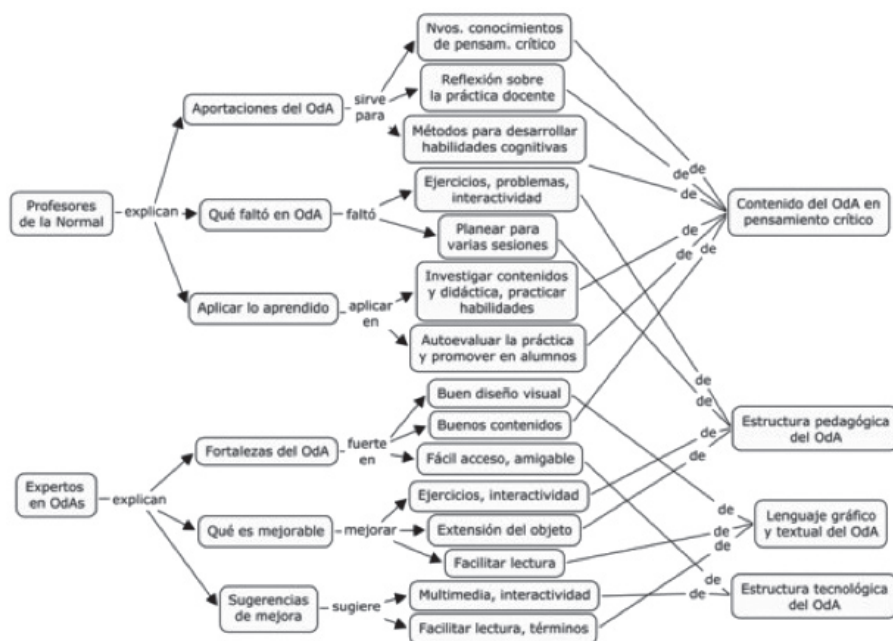 Nvos. conocimientos
de pensam. crítico
Reflexión sobre
la práctica docente
Métodos para desarrollar
habilidades cognitivas
Aportaciones del OdA
sirve
para
Profesores
de la Normal
explican
Qué faltó en OdA
faltó
Ejercicios, problemas,
interactividad
Planear para
varias sesiones
Aplicar lo aprendido
aplicar
en
Investigar contenidos
y didáctica, practicar
habilidades
Autoevaluar la práctica
y promover en alumnos
de
de
de
de
de
de
Contenido del OdA en
pensamiento crítico
Expertos
en OdAs
explican
Fortalezas del OdA
fuerte
en
Buen diseño visual
Buenos contenidos
Fácil acceso, amigable
Qué es mejorable
mejorar
Ejercicios, interactividad
Extensión del objeto
Facilitar lectura
Sugerencias
de mejora
sugiere
Multimedia, interactividad
Facilitar lectura, términos
de
de
de
de
Estructura pedagógica
del OdA
de
de
de
Lenguaje gráfico
y textual del OdA
de
de
Estructura tecnológica
del OdA